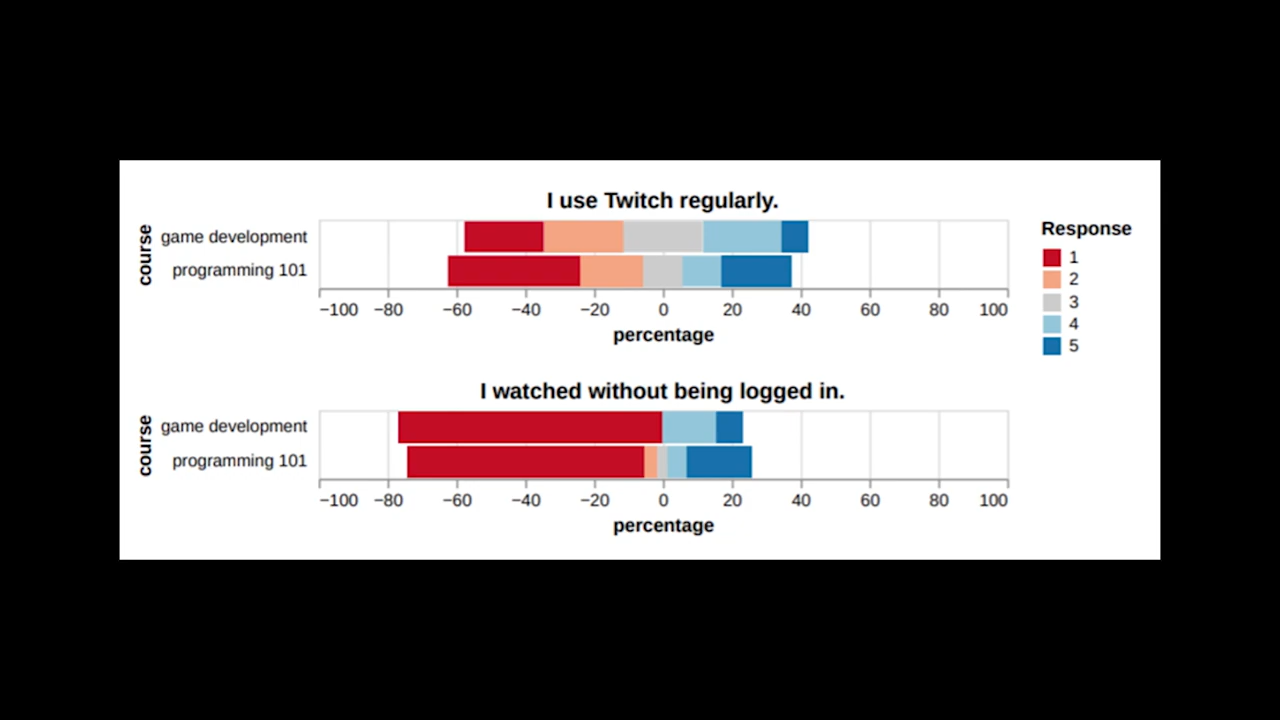 I use Twitch regularly.
course
game development
programming 101
−100 −80 −60 −40 −20 0 20 40 60 80 100
percentage
Response
1
2
3
4
5
I watched without being logged in.
course
game development
programming 101
−100 −80 −60 −40 −20 0 20 40 60 80 100
percentage